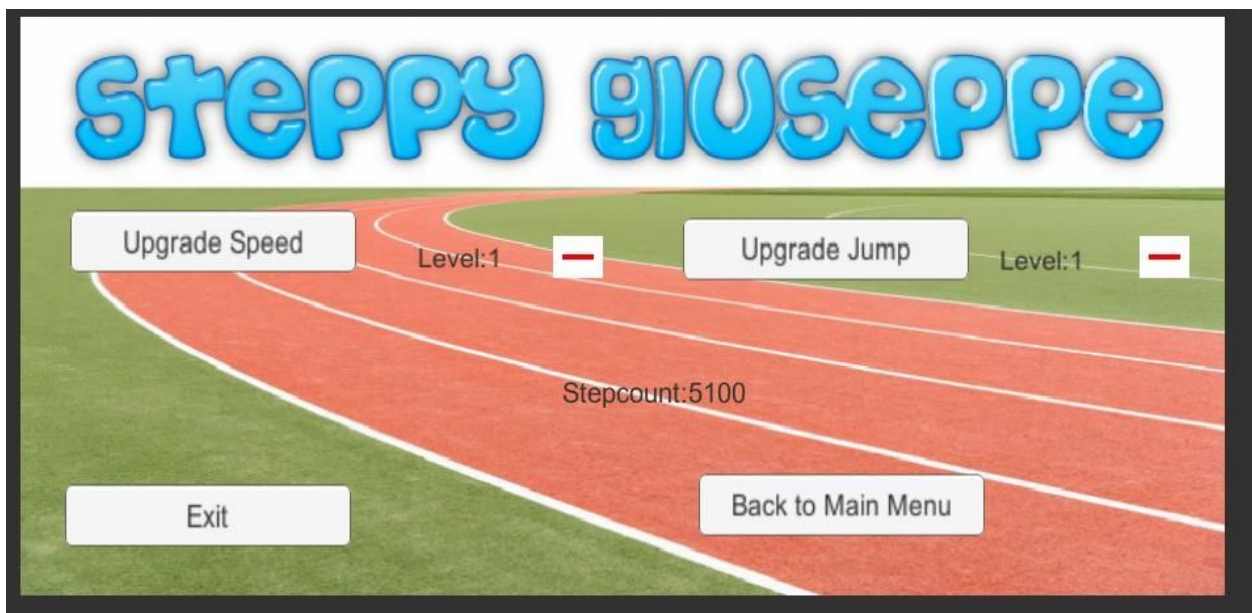 steppy giuseppe
Upgrade Speed
Level:1
Upgrade Jump
Level:1
Stepcount:5100
Exit
Back to Main Menu